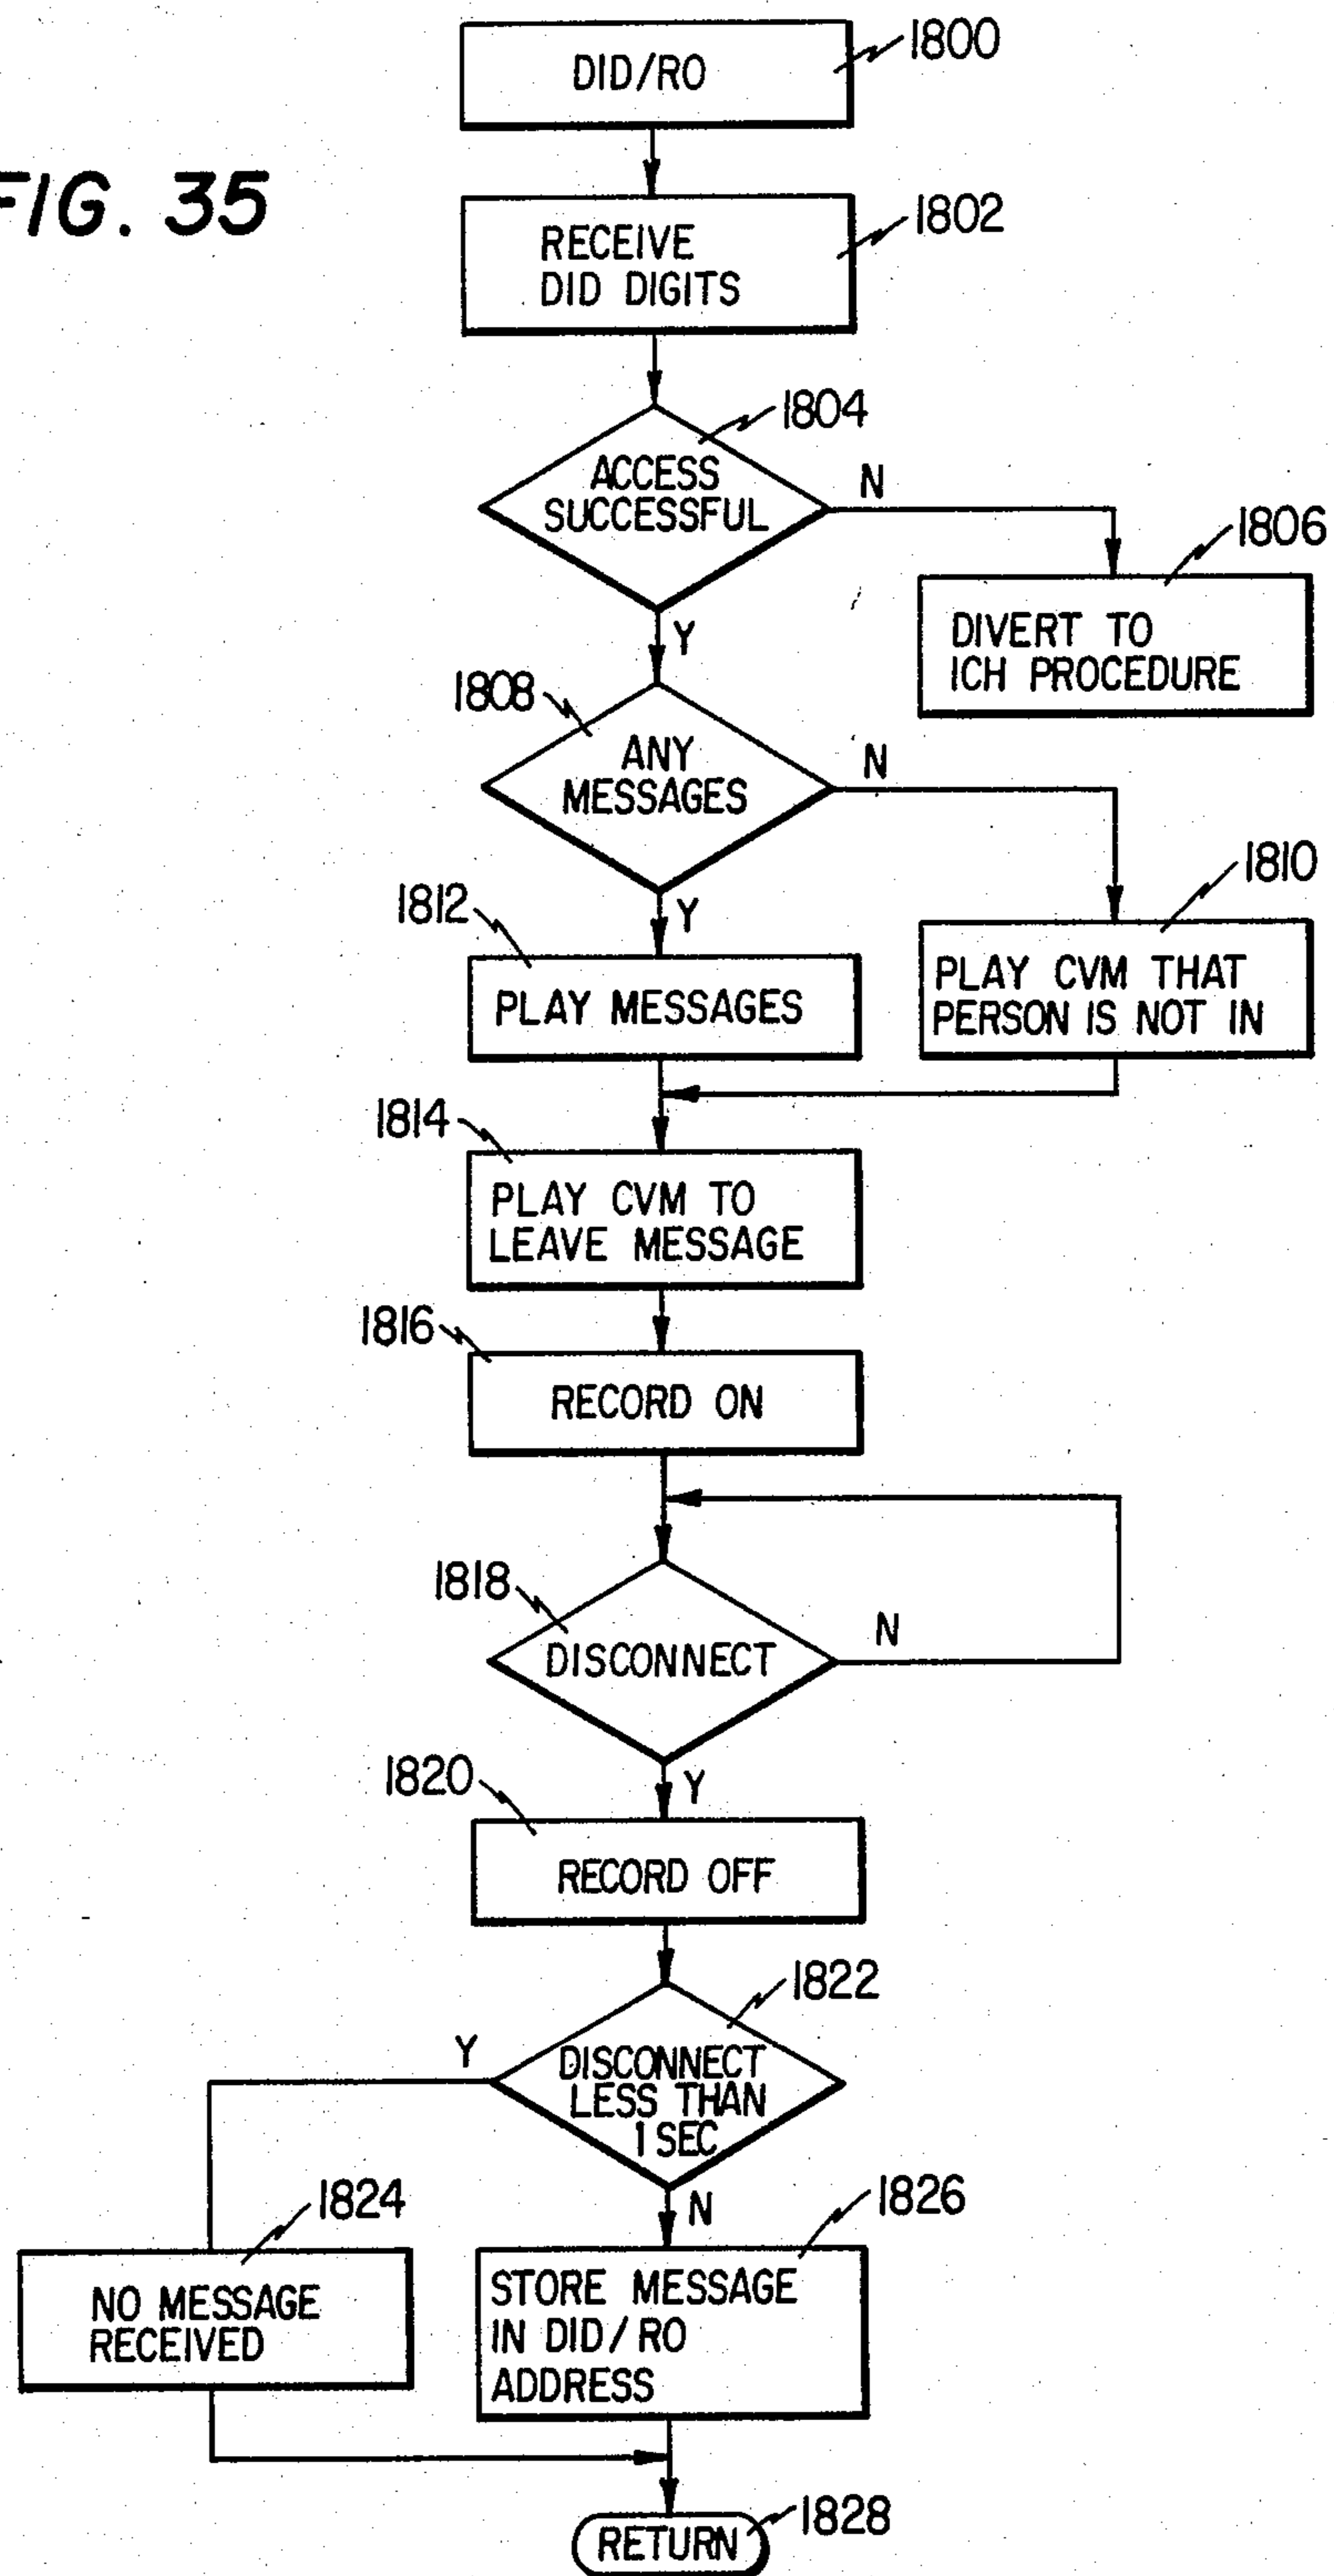 FIG. 35
DID/RO
1800
RECEIVE
DID DIGITS
1802
1804
ACCESS
SUCCESSFUL
N
Y
1806
DIVERT TO
ICH PROCEDURE
1808
ANY
MESSAGES
N
Y
1810
PLAY CVM THAT
PERSON IS NOT IN
1812
PLAY MESSAGES
1814
PLAY CVM TO
LEAVE MESSAGE
1816
RECORD ON
1818
DISCONNECT
N
Y
1820
RECORD OFF
1822
DISCONNECT
LESS THAN
1 SEC
Y
N
1824
NO MESSAGE
RECEIVED
1826
STORE MESSAGE
IN DID/RO
ADDRESS
RETURN
1828